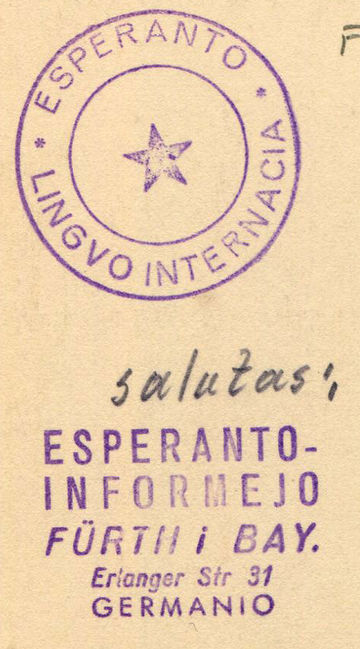 ESPERANTO * LINGVO INTERNACIA *
F
salutas:
ESPERANTO-
INFORMEJO
FÜRTH i BAY.
Erlanger Str 31
GERMANIO